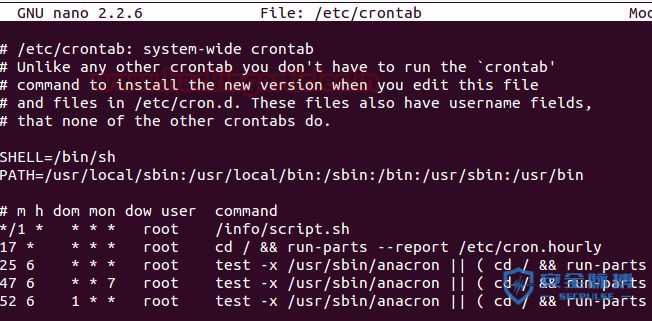 GNU nano 2.2.6 File: /etc/crontab Mod
# /etc/crontab: system-wide crontab
# Unlike any other crontab you don't have to run the `crontab'
# command to install the new version when you edit this file
# and files in /etc/cron.d. These files also have username fields,
# that none of the other crontabs do.
SHELL=/bin/sh
PATH=/usr/local/sbin:/usr/local/bin:/sbin:/bin:/usr/sbin:/usr/bin
# m h dom mon dow user command
*/1 * * * * root /info/script.sh
17 * * * * root cd / && run-parts --report /etc/cron.hourly
25 6 * * * root test -x /usr/sbin/anacron || ( cd / && run-parts
47 6 * * 7 root test -x /usr/sbin/anacron || ( cd / && run-parts
52 6 1 * * root test -x /usr/sbin/anacron || ( cd / && run-parts
安全脉搏
SECPULSE.COM